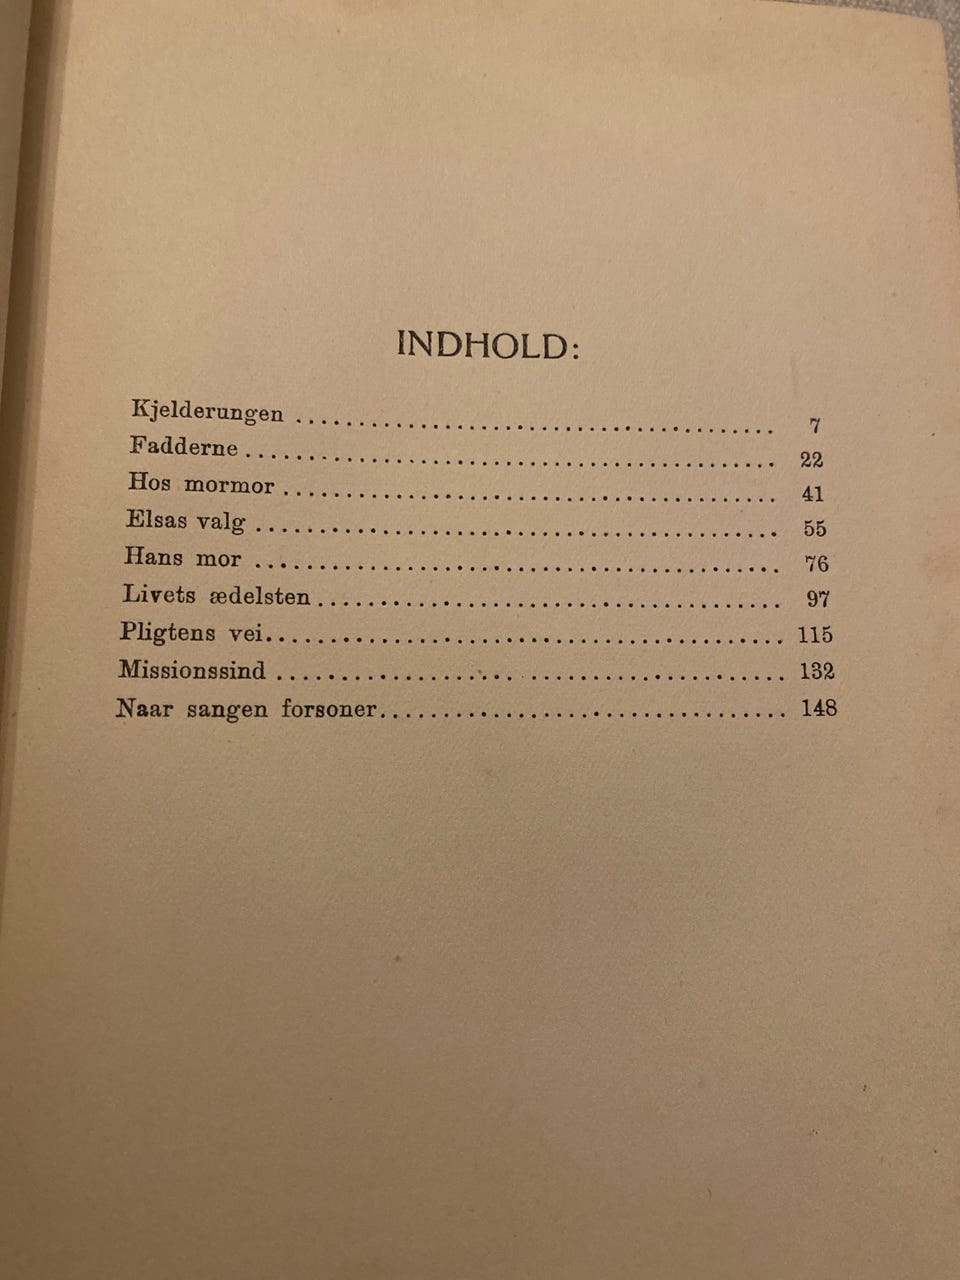 INDHOLD:
Kjelderungen ........................................ 7
Fadderne ........................................ 22
Hos mormor ........................................ 41
Elsas valg ........................................ 55
Hans mor ........................................ 76
Livets ædelsten ........................................ 97
Pligtens vei ........................................ 115
Missionssind ........................................ 132
Naar sangen forsoner ................................ 148